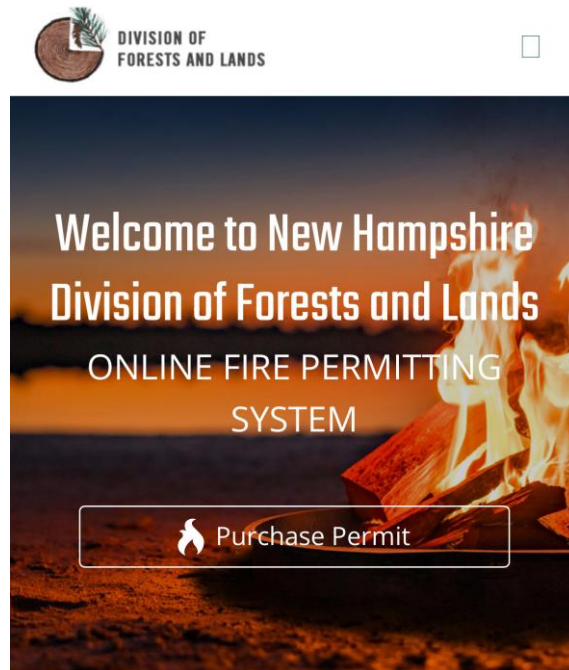 DIVISION OF
FORESTS AND LANDS
Welcome to New Hampshire
Division of Forests and Lands
ONLINE FIRE PERMITTING
SYSTEM
Purchase Permit